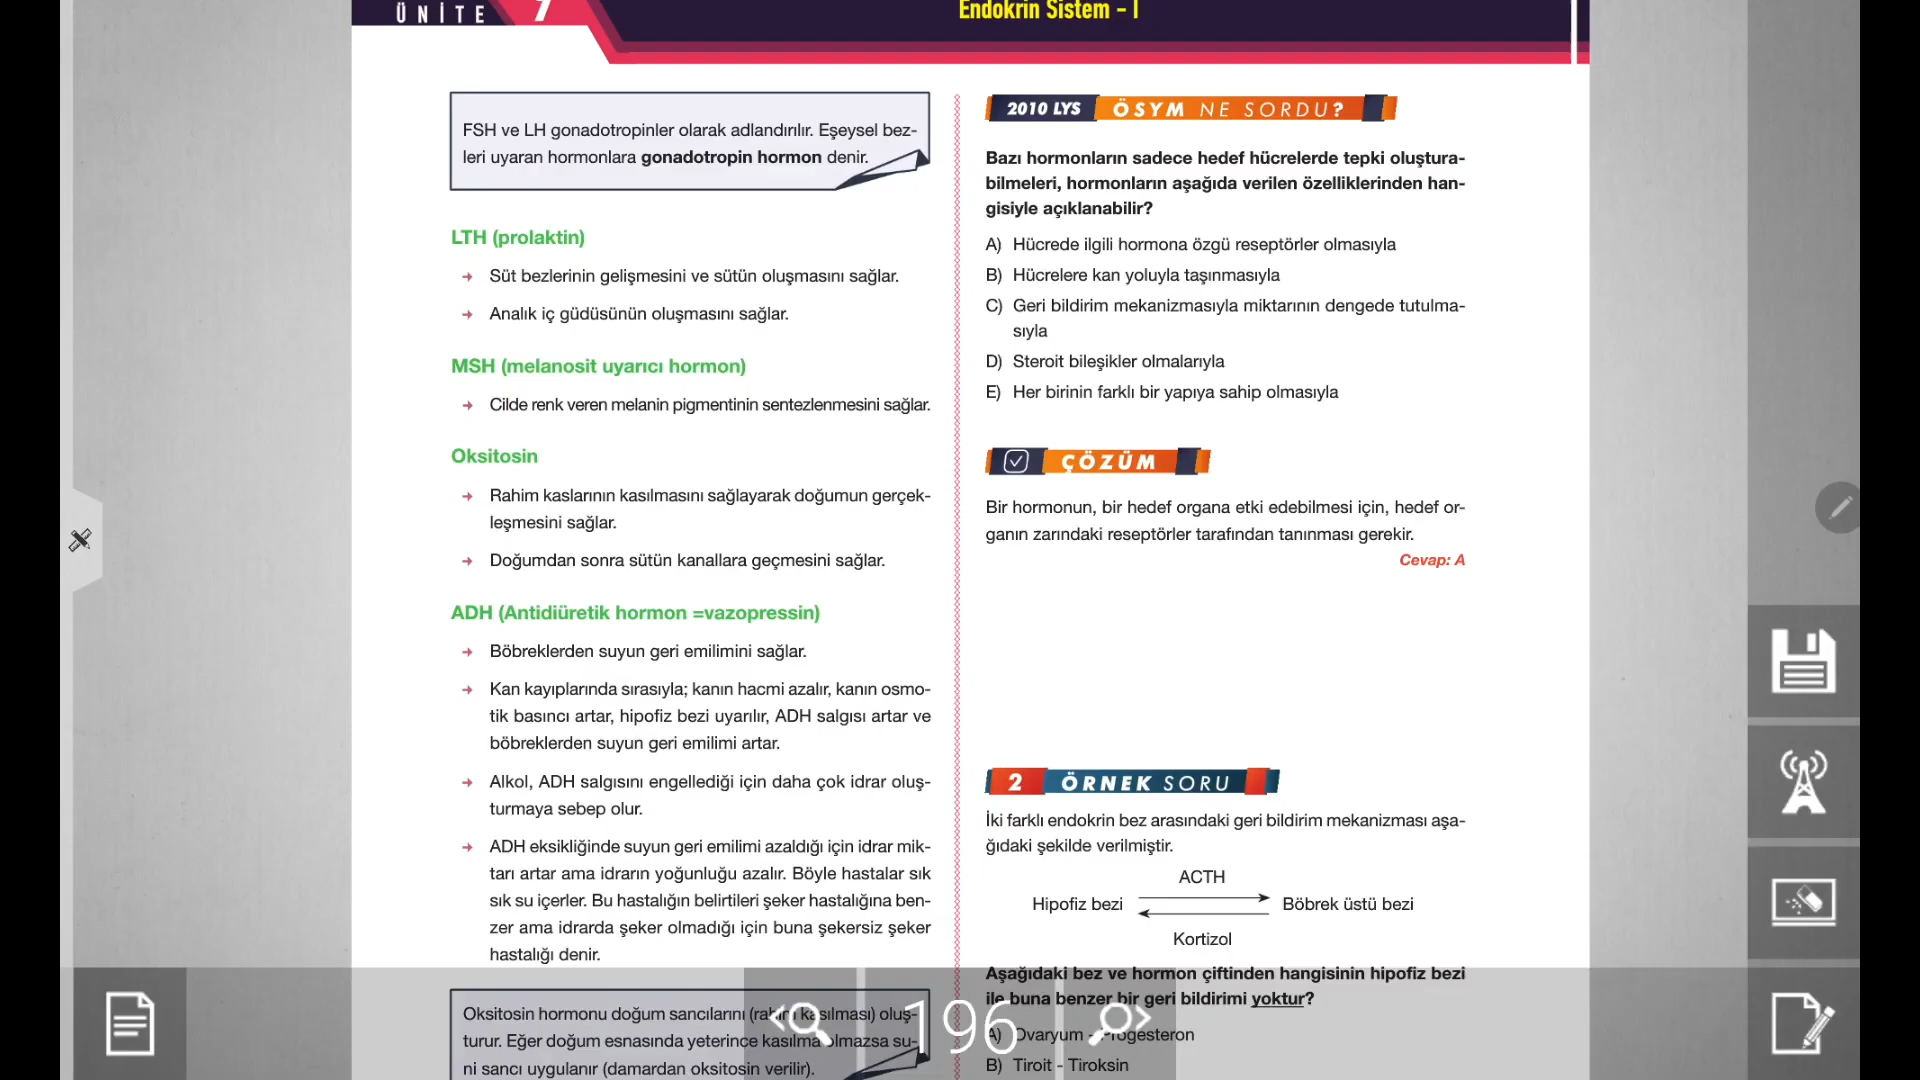 ÜNİTE 7
Endokrin Sistem - I
FSH ve LH gonadotropinler olarak adlandırılır. Eşeysel bez-
leri uyaran hormonlara gonadotropin hormon denir.
LTH (prolaktin)
Süt bezlerinin gelişmesini ve sütün oluşmasını sağlar.
Analık iç güdüsünün oluşmasını sağlar.
MSH (melanosit uyarıcı hormon)
Cilde renk veren melanin pigmentinin sentezlenmesini sağlar.
Oksitosin
Rahim kaslarının kasılmasını sağlayarak doğumun gerçek-
leşmesini sağlar.
Doğumdan sonra sütün kanallara geçmesini sağlar.
ADH (Antidiüretik hormon =vazopressin)
Böbreklerden suyun geri emilimini sağlar.
Kan kayıplarında sırasıyla; kanın hacmi azalır, kanın osmo-
tik basıncı artar, hipofiz bezi uyarılır, ADH salgısı artar ve
böbreklerden suyun geri emilimi artar.
Alkol, ADH salgısını engellediği için daha çok idrar oluş-
turmaya sebep olur.
ADH eksikliğinde suyun geri emilimi azaldığı için idrar mik-
tarı artar ama idrarın yoğunluğu azalır. Böyle hastalar sık
sık su içerler. Bu hastalığın belirtileri şeker hastalığına ben-
zer ama idrarda şeker olmadığı için buna şekersiz şeker
hastalığı denir.
Oksitosin hormonu doğum sancılarını (rahim kasılması) oluş-
turur. Eğer doğum esnasında yeterince kasılma olmazsa su-
ni sancı uygulanır (damardan oksitosin verilir).
2010 LYS ÖSYM NE SORDU?
Bazı hormonların sadece hedef hücrelerde tepki oluştura-
bilmeleri, hormonların aşağıda verilen özelliklerinden han-
gisiyle açıklanabilir?
A) Hücrede ilgili hormona özgü reseptörler olmasıyla
B) Hücrelere kan yoluyla taşınmasıyla
C) Geri bildirim mekanizmasıyla miktarının dengede tutulma-
sıyla
D) Steroit bileşikler olmalarıyla
E) Her birinin farklı bir yapıya sahip olmasıyla
ÇÖZÜM
Bir hormonun, bir hedef organa etki edebilmesi için, hedef or-
ganın zarındaki reseptörler tarafından tanınması gerekir.
Cevap: A
2 ÖRNEK SORU
İki farklı endokrin bez arasındaki geri bildirim mekanizması aşa-
ğıdaki şekilde verilmiştir.
ACTH
Hipofiz bezi Böbrek üstü bezi
Kortizol
Aşağıdaki bez ve hormon çiftinden hangisinin hipofiz bezi
ile buna benzer bir geri bildirimi yoktur?
A) Ovaryum - Progesteron
B) Tiroit - Tiroksin
196